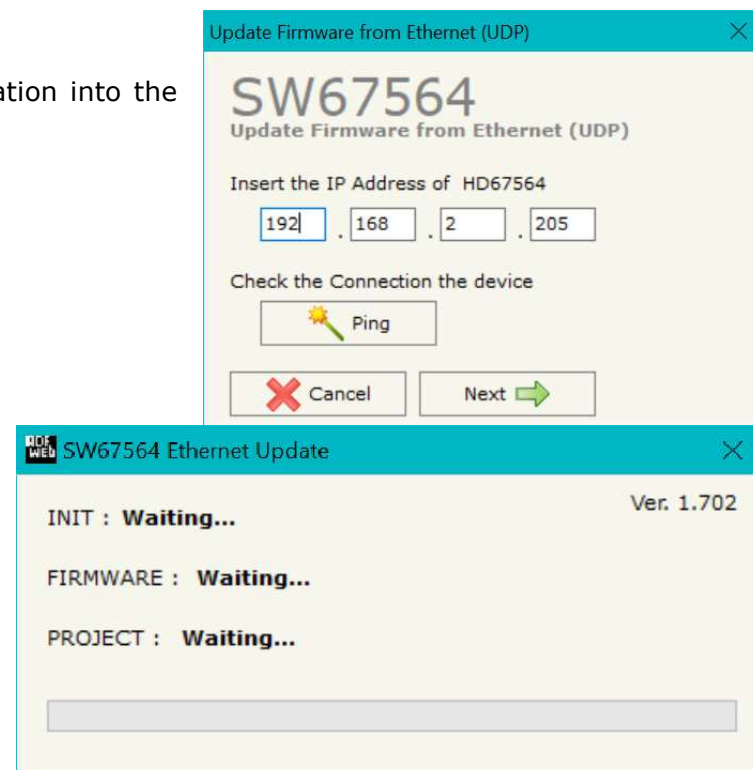 Update Firmware from Ethernet (UDP)
ation into the
SW67564
Update Firmware from Ethernet (UDP)
Insert the IP Address of HD67564
192 . 168 . 2 . 205
Check the Connection the device
Ping
Cancel Next
ADF WEB SW67564 Ethernet Update
Ver. 1.702
INIT : Waiting...
FIRMWARE : Waiting...
PROJECT : Waiting...